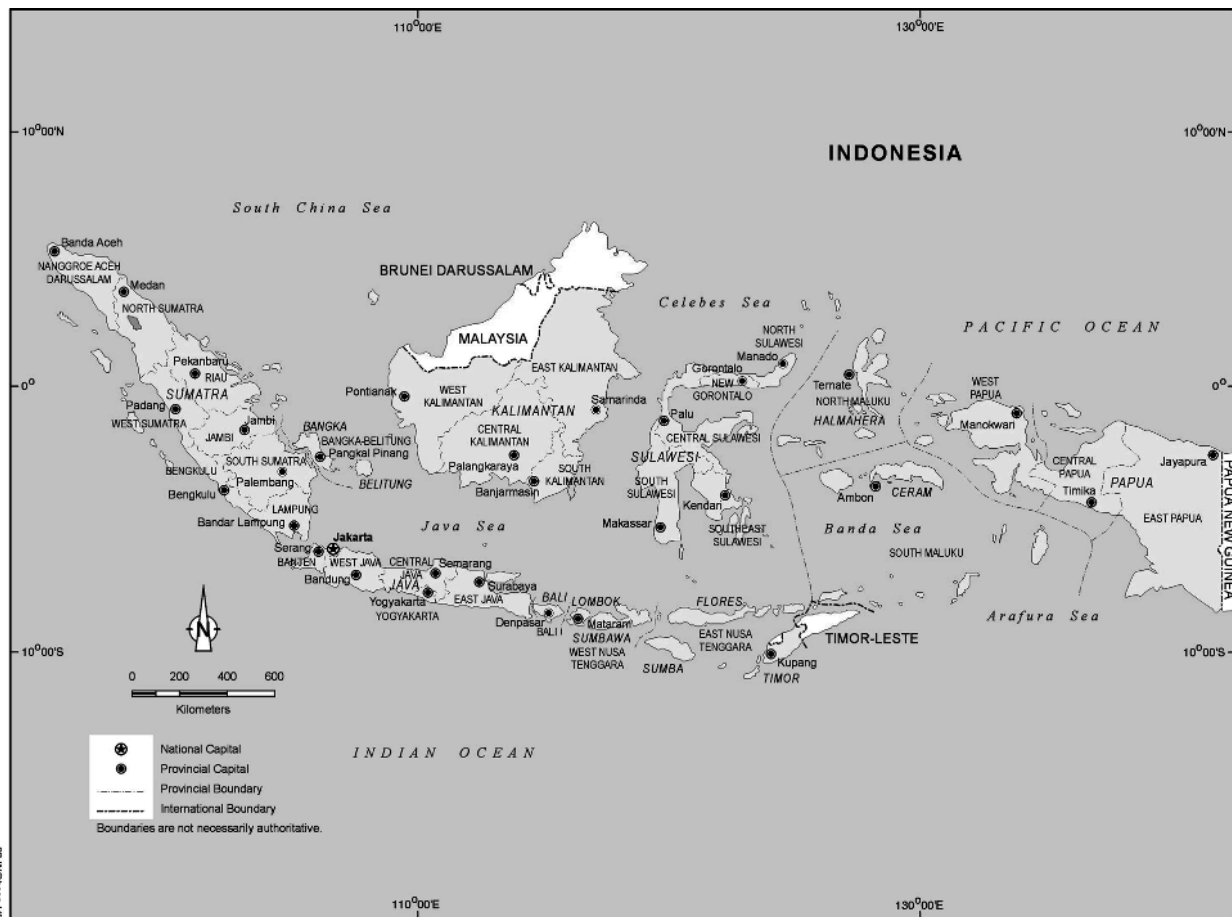 110°00'E
130°00'E
10°00'N
10°00'N
INDONESIA
South China Sea
Banda Aceh
NANGGROE ACEH
DARUSSALAM
Medan
NORTH SUMATRA
BRUNEI DARUSSALAM
MALAYSIA
Celebes Sea
PACIFIC OCEAN
NORTH
SULAWESI
Manado
EAST KALIMANTAN
Gorontalo
NEW
GORONTALO
Ternate
NORTH MALUKU
HALMAHERA
WEST
PAPUA
Manokwari
0°
0°
Pekanbaru
RIAU
SUMATRA
Padang
WEST SUMATRA
Jambi
JAMBI
Pontianak
WEST
KALIMANTAN
KALIMANTAN
Samarinda
CENTRAL
KALIMANTAN
Palangkaraya
SOUTH
KALIMANTAN
Banjarmasin
Palu
CENTRAL SULAWESI
SULAWESI
SOUTH
SULAWESI
Makassar
Kendari
SOUTHEAST
SULAWESI
BANGKA
BANGKA-BELITUNG
Pangkal Pinang
BELITUNG
BENGKULU
Bengkulu
SOUTH SUMATRA
Palembang
LAMPUNG
Bandar Lampung
Ambon
CERAM
Banda Sea
SOUTH MALUKU
CENTRAL
PAPUA
Timika
PAPUA
Jayapura
EAST PAPUA
PAPUA NEW GUINEA
Java Sea
Jakarta
Serang
BANJEN
WEST JAVA
Bandung
CENTRAL
JAVA
Semarang
JAVA
Surabaya
EAST JAVA
Yogyakarta
YOGYAKARTA
BALI
Denpasar
BALI I
LOMBOK
Mataram
SUMBAWA
WEST NUSA
TENGGARA
FLORES
EAST NUSA
TENGGARA
SUMBA
Kupang
TIMOR
TIMOR-LESTE
Arafura Sea
10°00'S
10°00'S
N
0 200 400 600
Kilometers
INDIAN OCEAN
National Capital
Provincial Capital
Provincial Boundary
International Boundary
Boundaries are not necessarily authoritative.
110°00'E
130°00'E